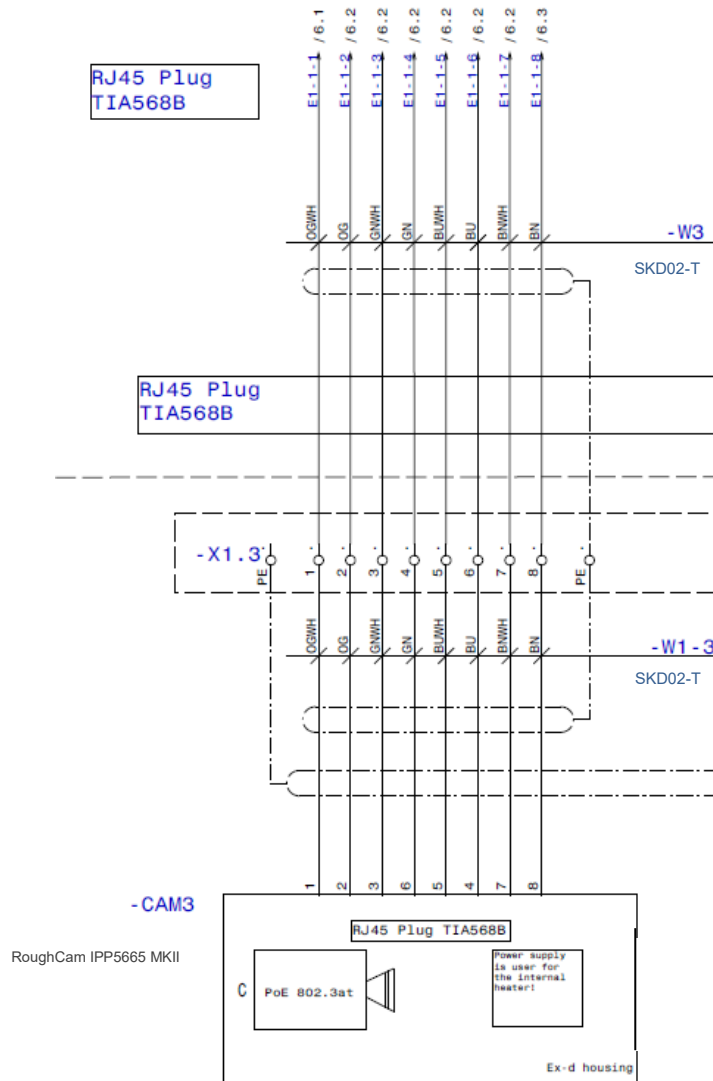 /6.1 /6.2 /6.2 /6.2 /6.2 /6.2 /6.2 /6.3
RJ45 Plug
TIA568B
E1-1-1 E1-1-2 E1-1-3 E1-1-4 E1-1-5 E1-1-6 E1-1-7 E1-1-8
OGWH OG GNWH GN BUWH BU BNWH BN
-W3
SKD02-T
RJ45 Plug
TIA568B
-X1.3
PE 1 2 3 4 5 6 7 8 PE
OGWH OG GNWH GN BUWH BU BNWH BN
-W1-3
SKD02-T
1 2 3 6 5 4 7 8
-CAM3
RJ45 Plug TIA568B
RoughCam IPP5665 MKII
C
PoE 802.3at
Power supply
is user for
the internal
heater!
Ex-d housing